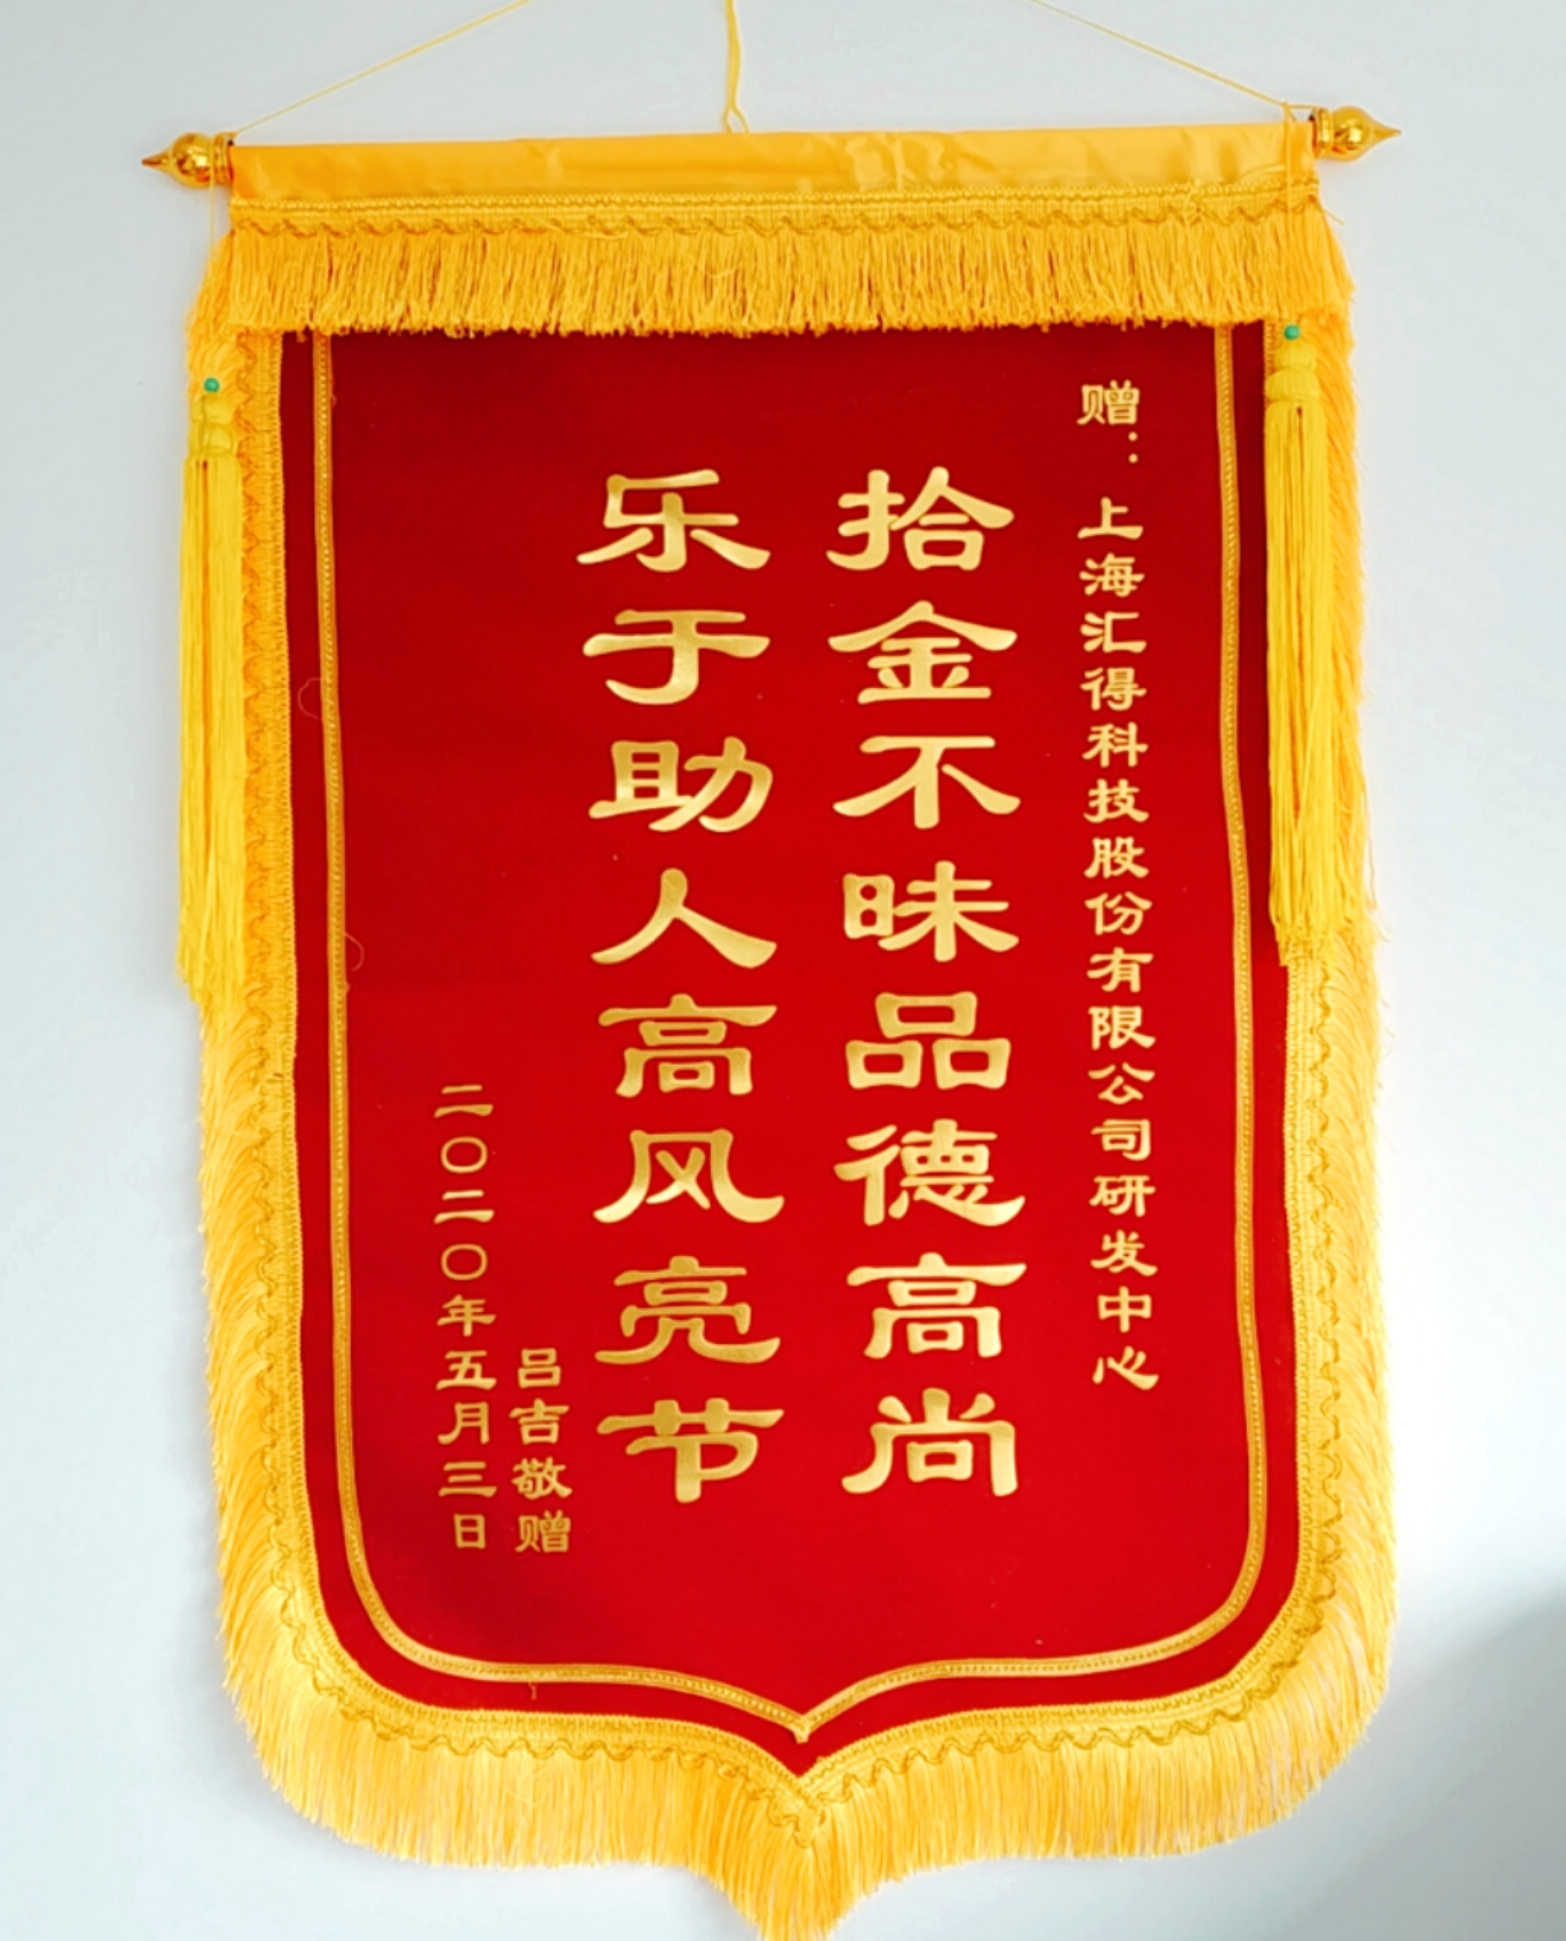 赠：上海汇得科技股份有限公司研发中心
拾金不昧品德高尚
乐于助人高风亮节
吕吉敬赠
二〇二〇年五月三日